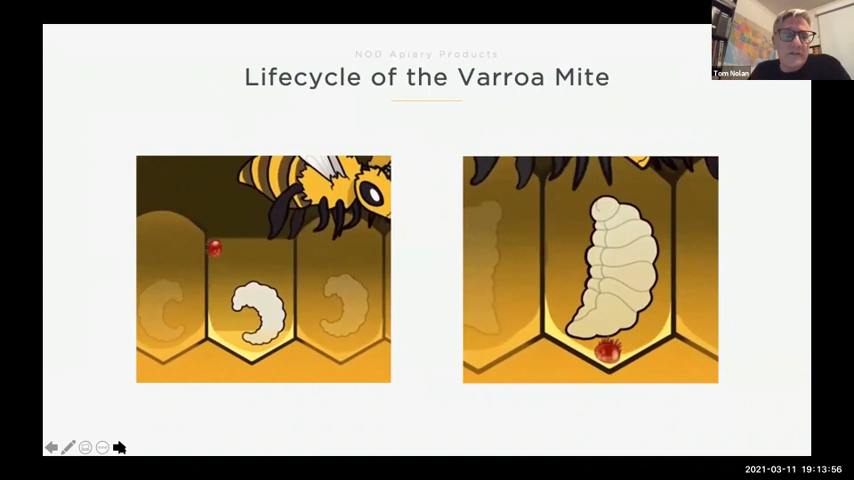 NOD Apiary Products
Lifecycle of the Varroa Mite
Tom Nolan
2021-03-11 19:13:56